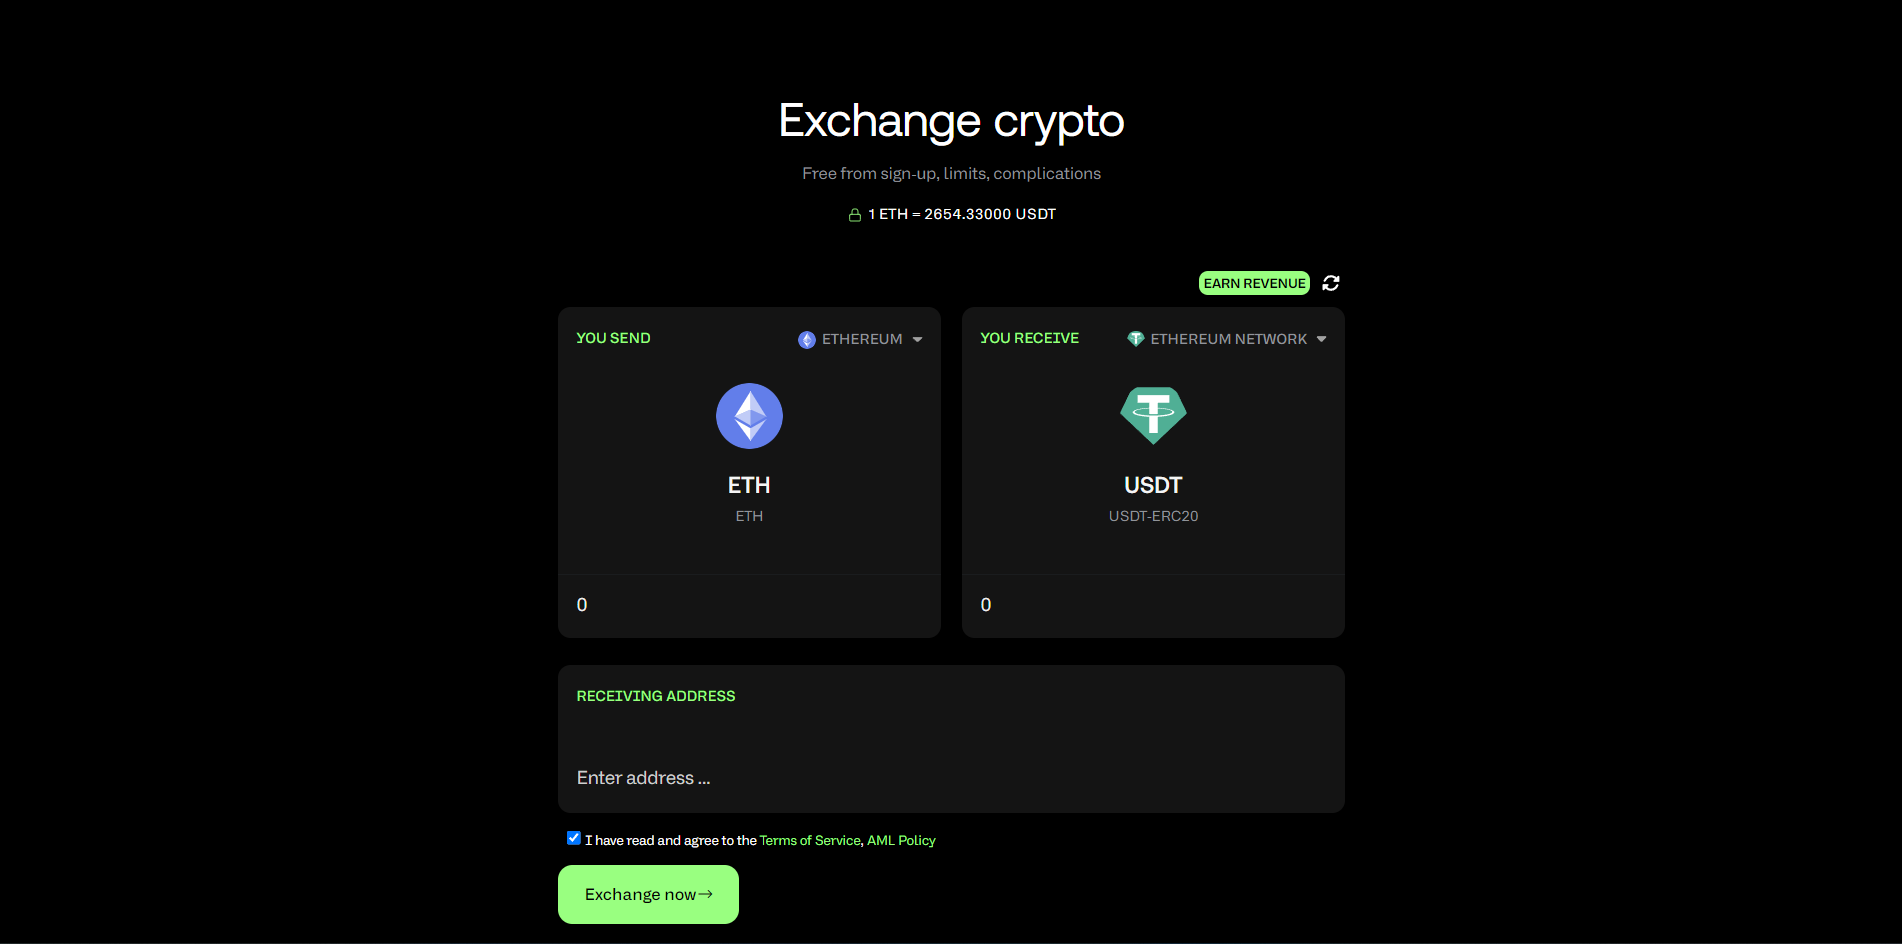 Exchange crypto
Free from sign-up, limits, complications
1 ETH = 2654.33000 USDT
EARN REVENUE
YOU SEND
ETHEREUM
ETH
ETH
0
YOU RECEIVE
ETHEREUM NETWORK
USDT
USDT-ERC20
0
RECEIVING ADDRESS
Enter address ...
I have read and agree to the Terms of Service, AML Policy
Exchange now→